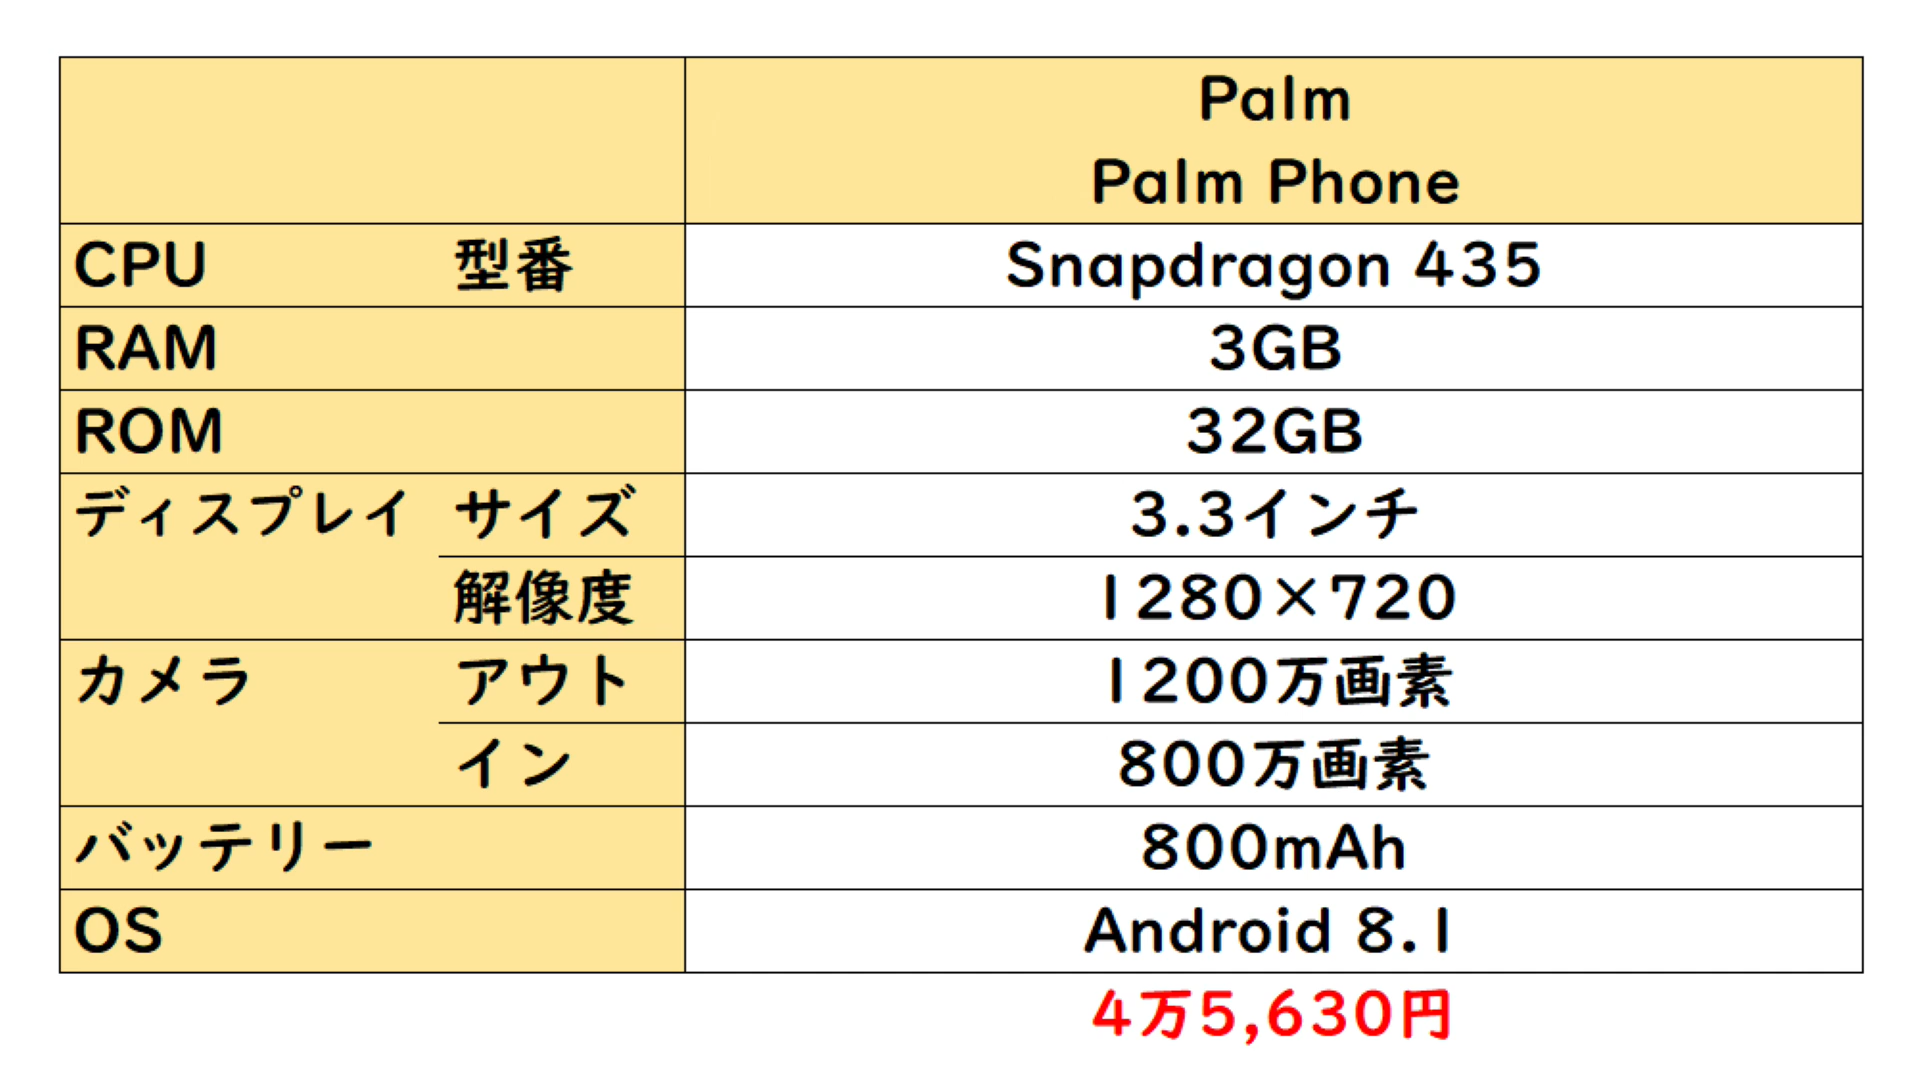 Palm
Palm Phone
CPU 型番 Snapdragon 435
RAM 3GB
ROM 32GB
ディスプレイ サイズ 3.3インチ
解像度 1280×720
カメラ アウト 1200万画素
イン 800万画素
バッテリー 800mAh
OS Android 8.1
4万5,630円